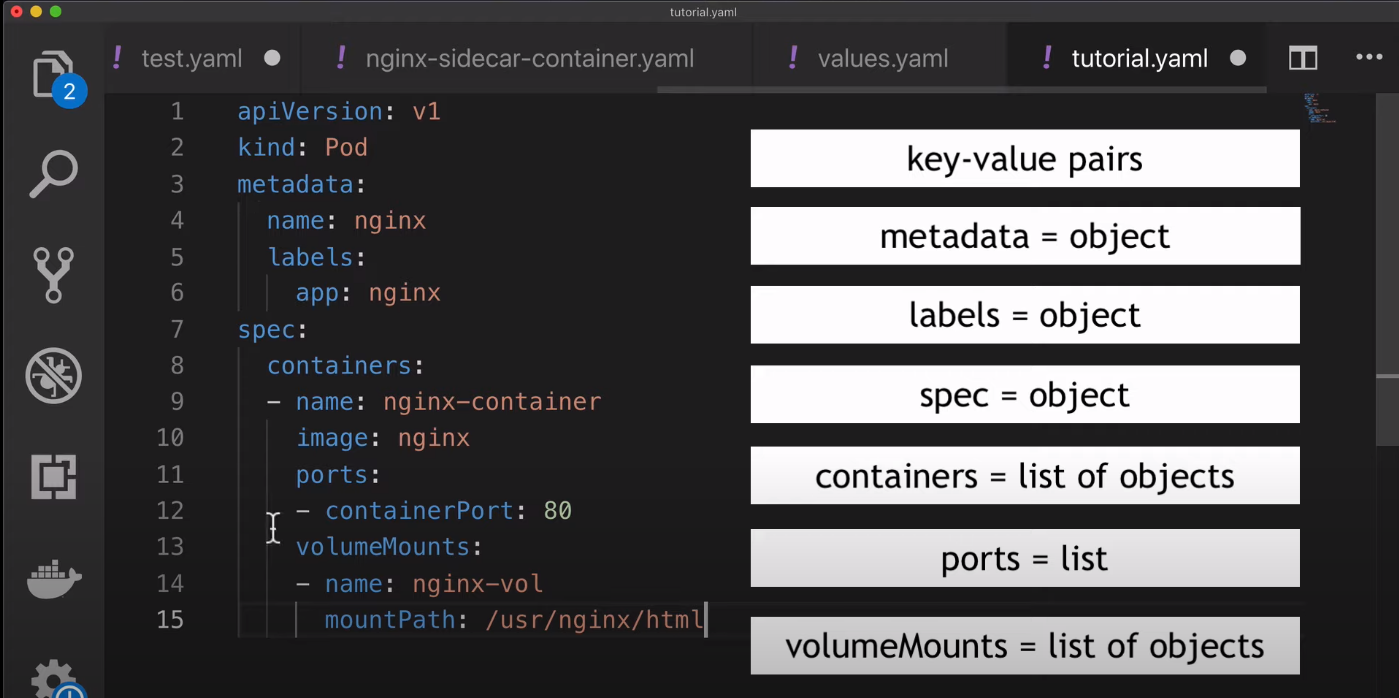 tutorial.yaml
! test.yaml ! nginx-sidecar-container.yaml ! values.yaml ! tutorial.yaml
2
1 apiVersion: v1
2 kind: Pod
3 metadata:
4   name: nginx
5   labels:
6     app: nginx
7 spec:
8   containers:
9   - name: nginx-container
10     image: nginx
11     ports:
12     - containerPort: 80
13     volumeMounts:
14     - name: nginx-vol
15       mountPath: /usr/nginx/html
key-value pairs
metadata = object
labels = object
spec = object
containers = list of objects
ports = list
volumeMounts = list of objects